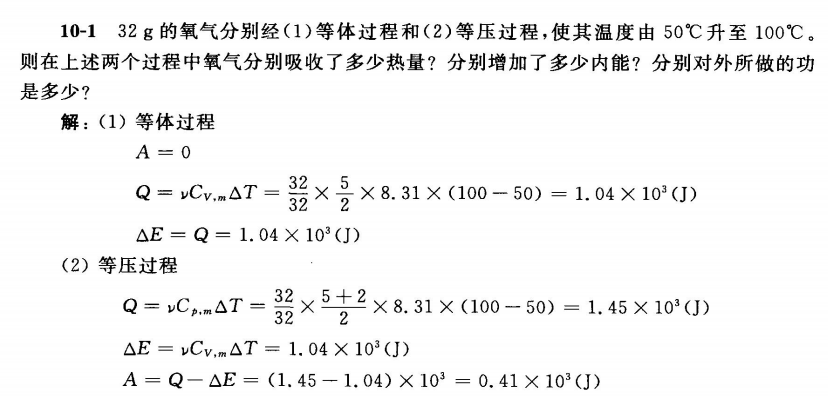 10-1 32 g 的氧气分别经(1)等体过程和(2)等压过程,使其温度由 50℃升至 100℃。
则在上述两个过程中氧气分别吸收了多少热量？分别增加了多少内能？分别对外所做的功
是多少？
解：(1) 等体过程
A = 0
Q = νC_{V,m}△T = \frac{32}{32} × \frac{5}{2} × 8.31 × (100 − 50) = 1.04 × 10³(J)
△E = Q = 1.04 × 10³(J)
(2) 等压过程
Q = νC_{p,m}△T = \frac{32}{32} × \frac{5+2}{2} × 8.31 × (100 − 50) = 1.45 × 10³(J)
△E = νC_{V,m}△T = 1.04 × 10³(J)
A = Q − △E = (1.45 − 1.04) × 10³ = 0.41 × 10³(J)